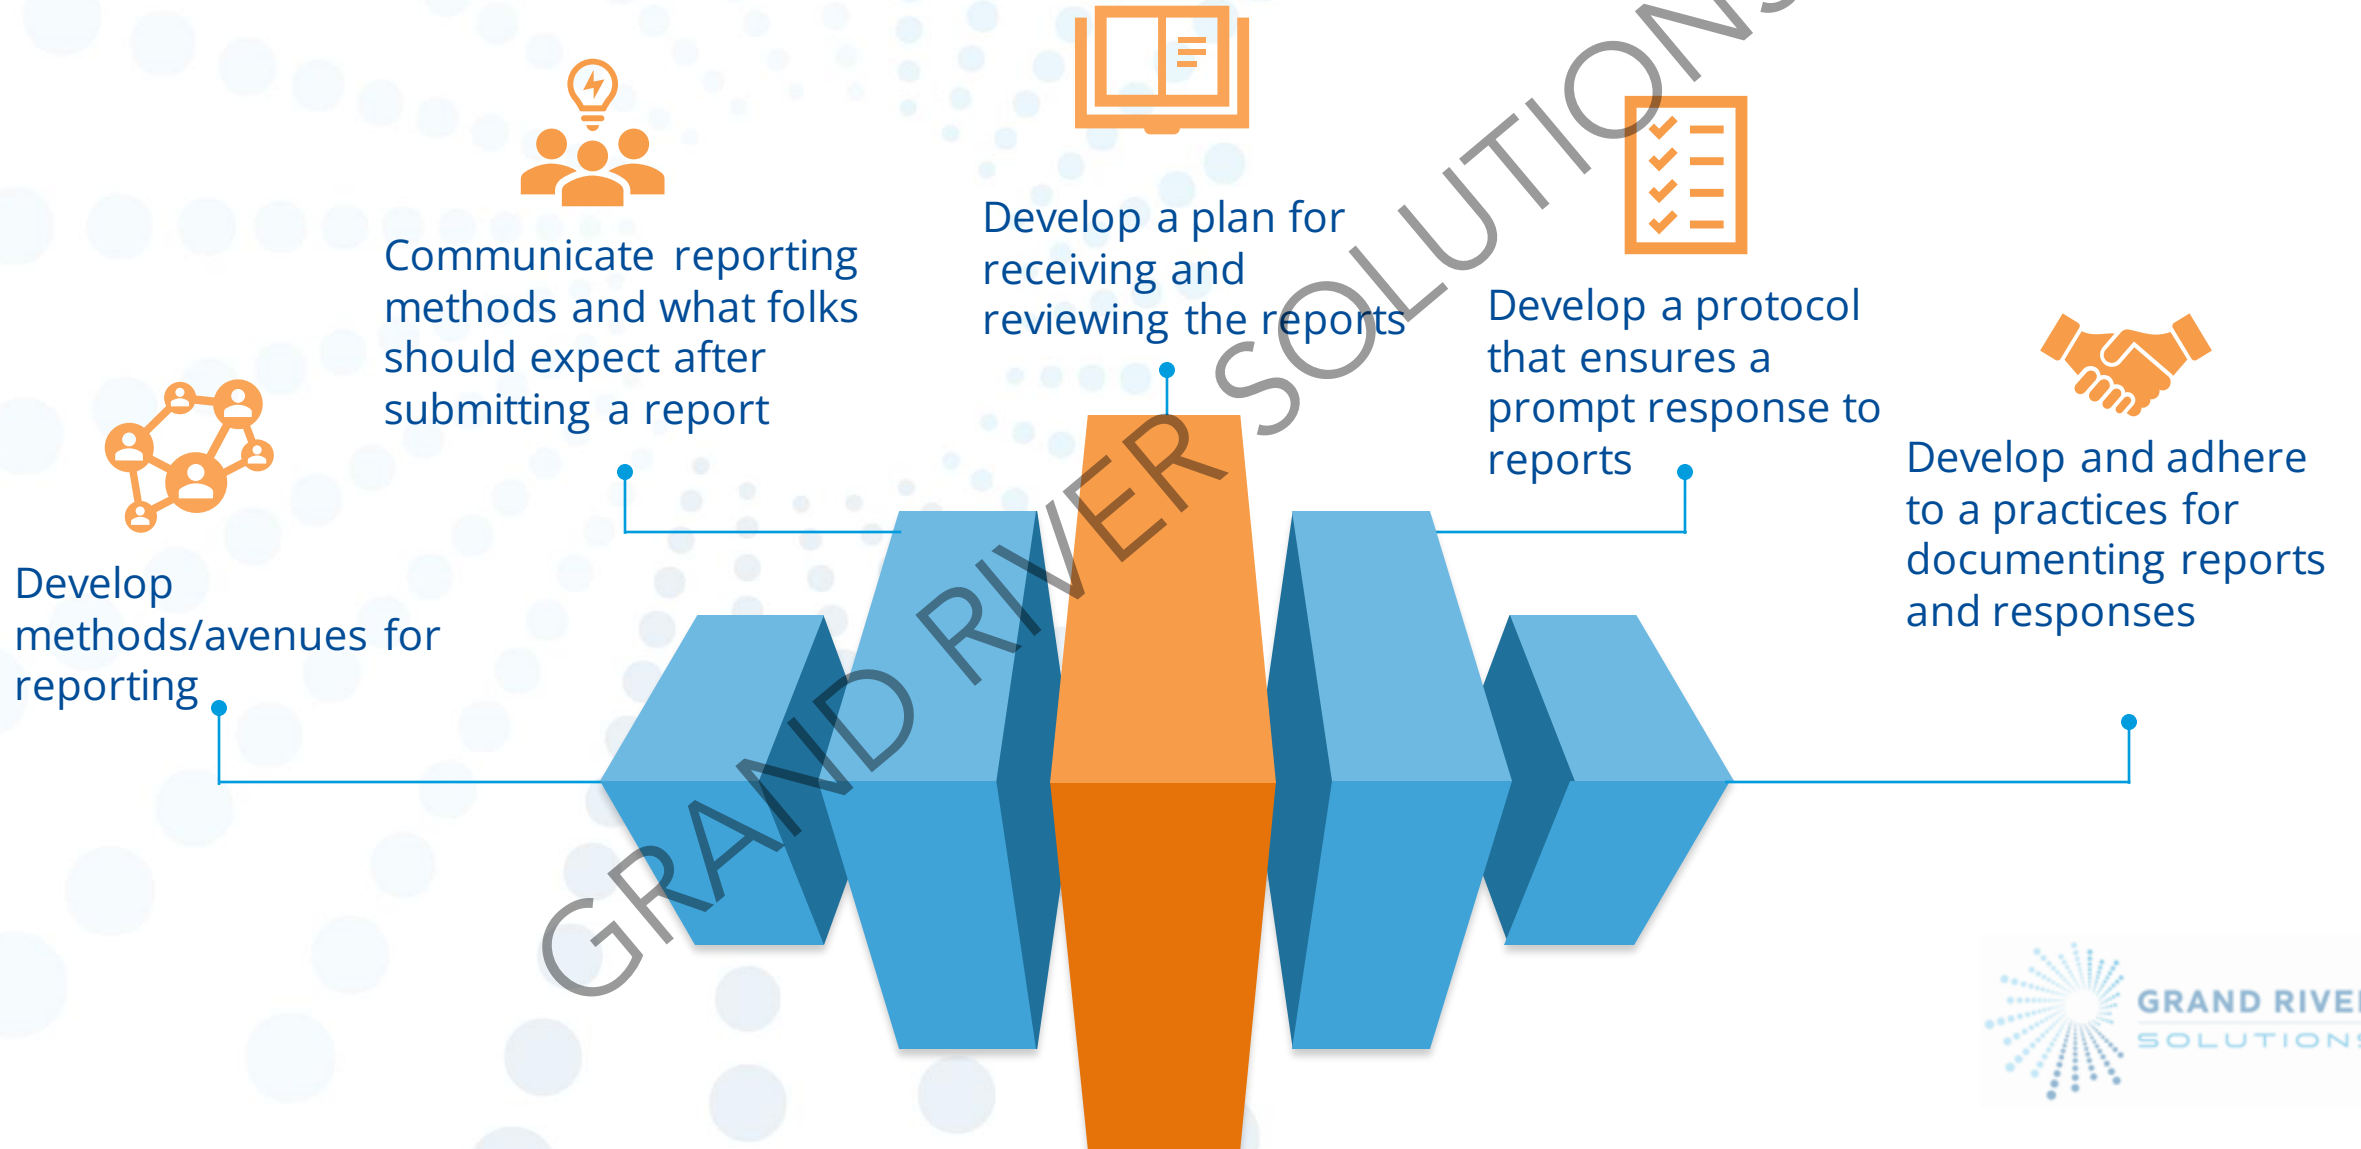 Develop
methods/avenues for
reporting
Communicate reporting
methods and what folks
should expect after
submitting a report
Develop a plan for
receiving and
reviewing the reports
Develop a protocol
that ensures a
prompt response to
reports
Develop and adhere
to a practices for
documenting reports
and responses
GRAND RIVER SOLUTIONS
GRAND RIVER
SOLUTIONS